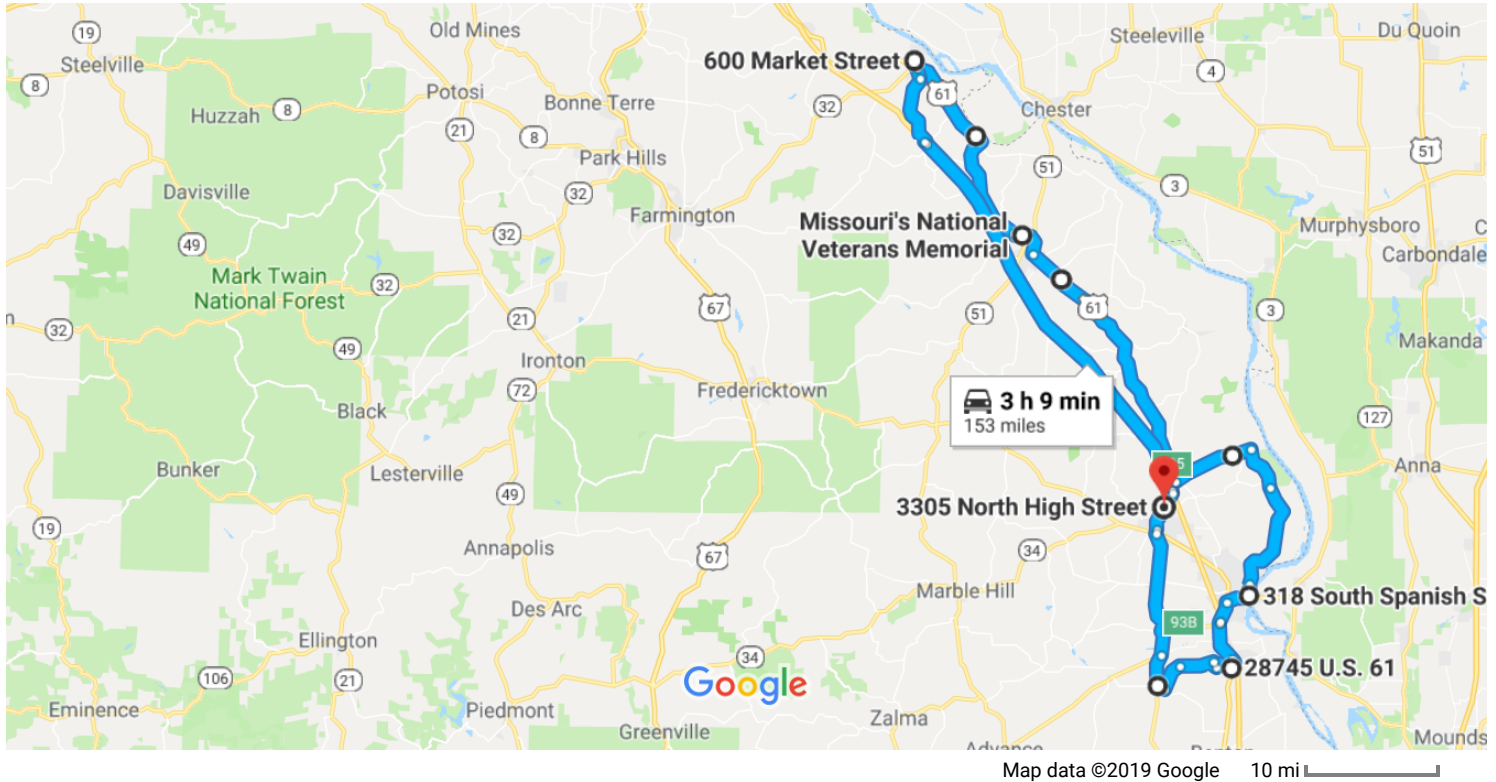 19
Steelville
8
Old Mines
Potosi
Huzzah
8
Bonne Terre
21
8
Park Hills
32
32
600 Market Street
61
Steeleville
4
Du Quoin
Chester
51
51
3
Davisville
49
Farmington
32
Missouri's National
Veterans Memorial
Murphysboro
Carbondale
Mark Twain
National Forest
32
32
67
21
51
61
3
Makanda
49
Ironton
Fredericktown
72
3 h 9 min
153 miles
Black
127
Bunker
Lesterville
49
5
Anna
3305 North High Street
19
Annapolis
67
34
Marble Hill
Des Arc
318 South Spanish S
93B
Ellington
34
Google
28745 U.S. 61
106
21
Eminence
Piedmont
Greenville
Zalma
Advance
Benton
Mounds
Map data ©2019 Google 10 mi